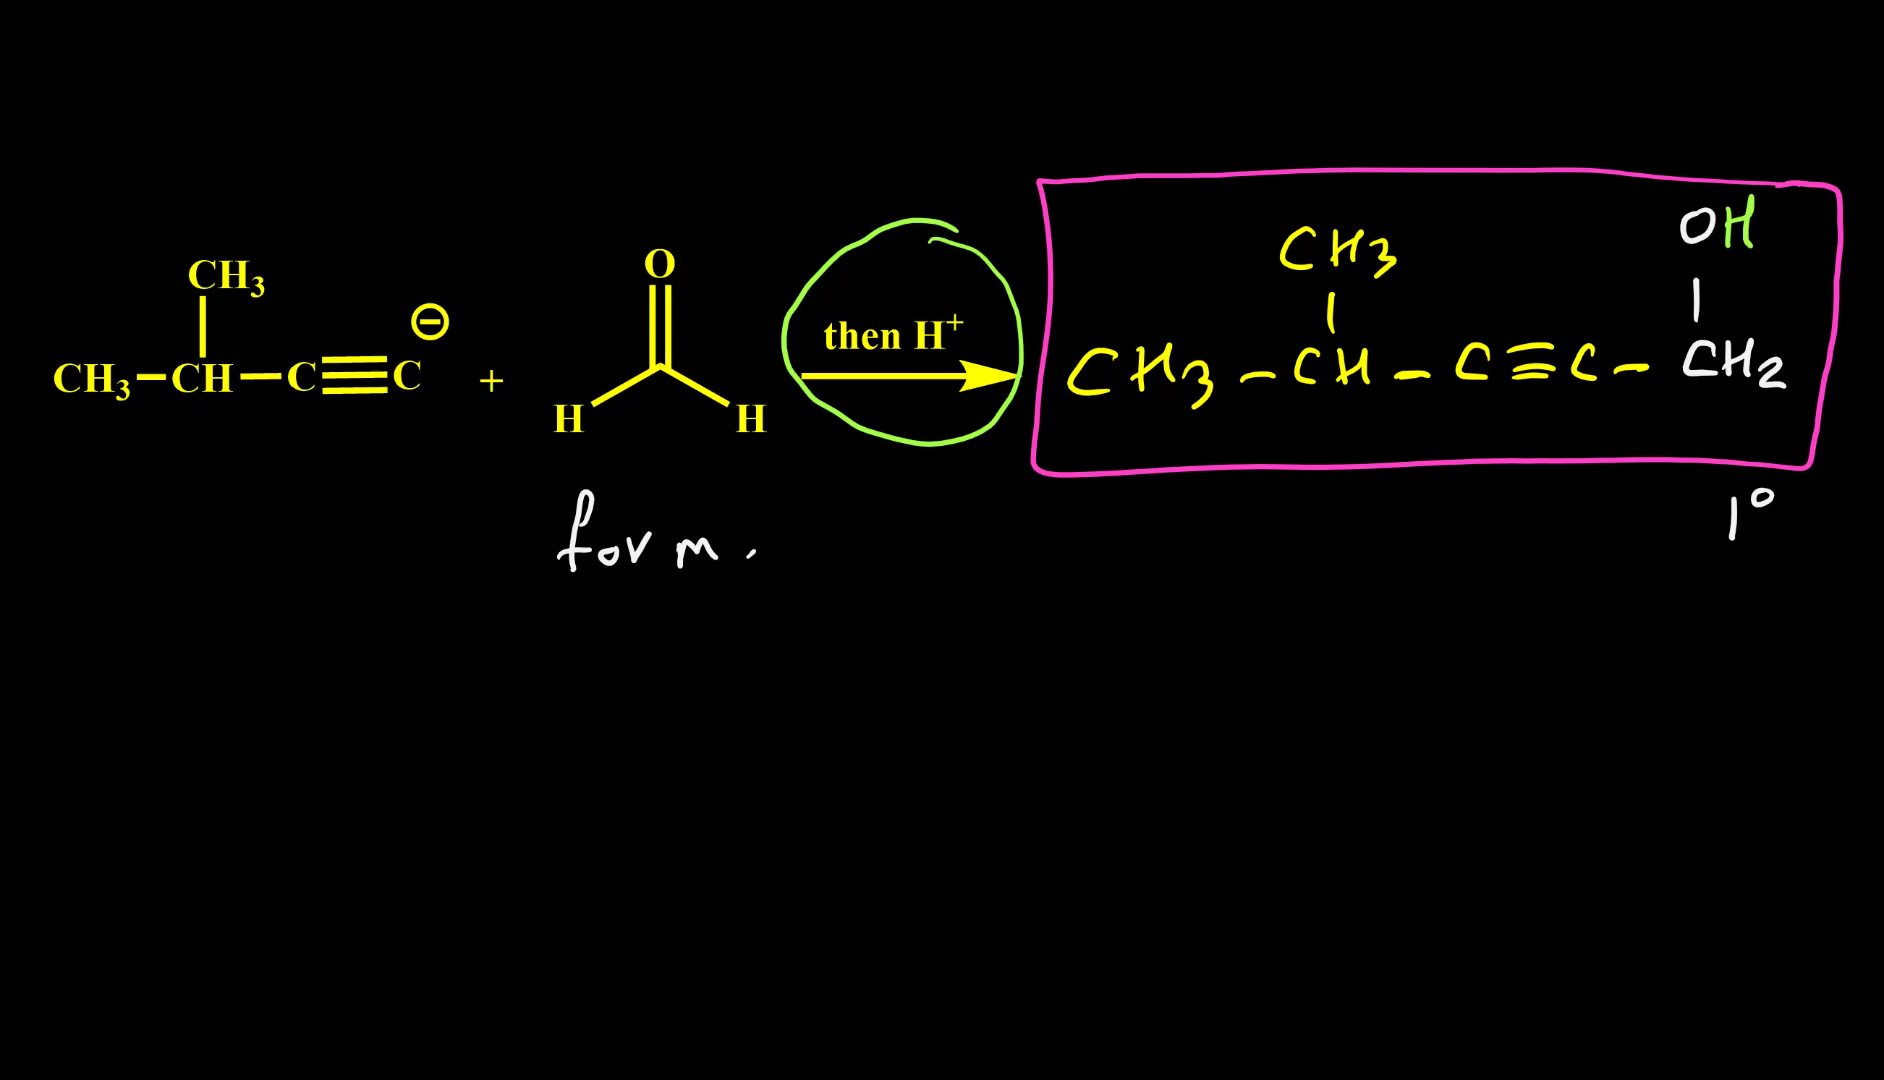 CH3 CH3 OH
O
then H+
CH3-CH-C≡C⊖ + CH3-CH-C≡C-CH2
H H
form.
1°